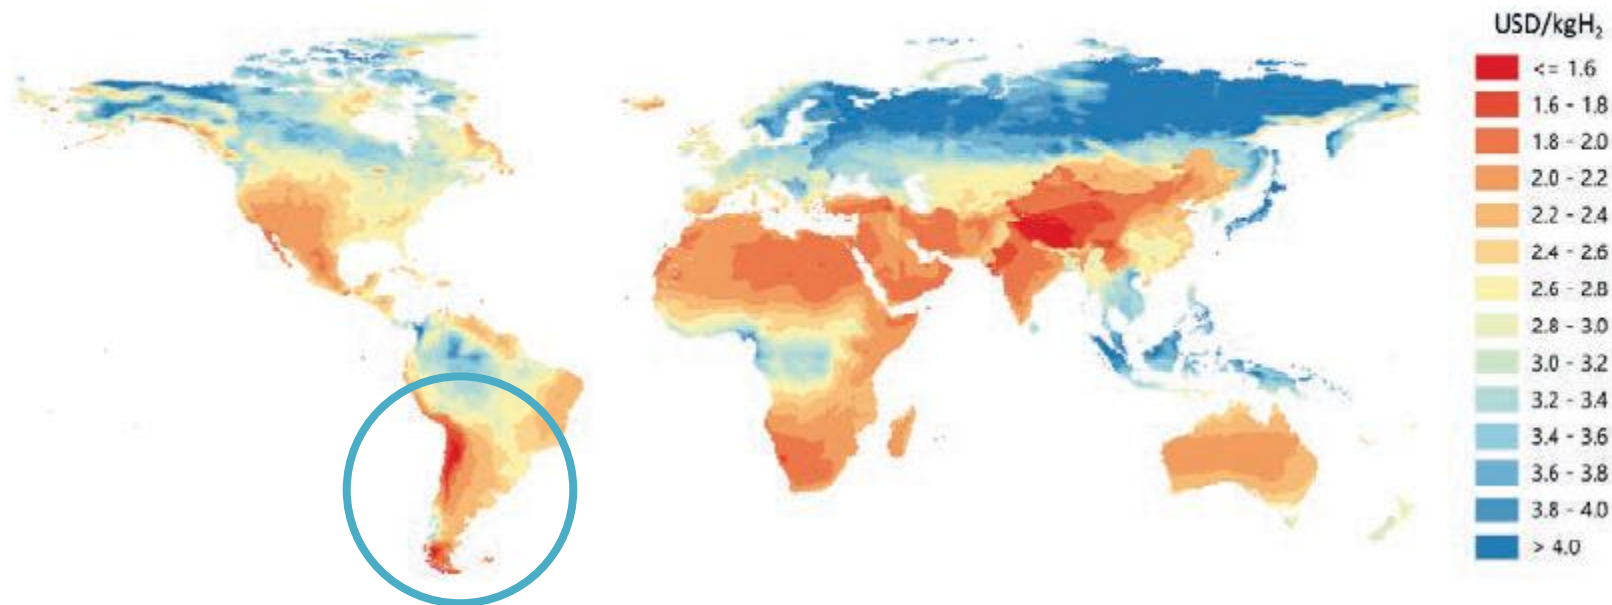 USD/kgH₂
<= 1.6
1.6 - 1.8
1.8 - 2.0
2.0 - 2.2
2.2 - 2.4
2.4 - 2.6
2.6 - 2.8
2.8 - 3.0
3.0 - 3.2
3.2 - 3.4
3.4 - 3.6
3.6 - 3.8
3.8 - 4.0
> 4.0